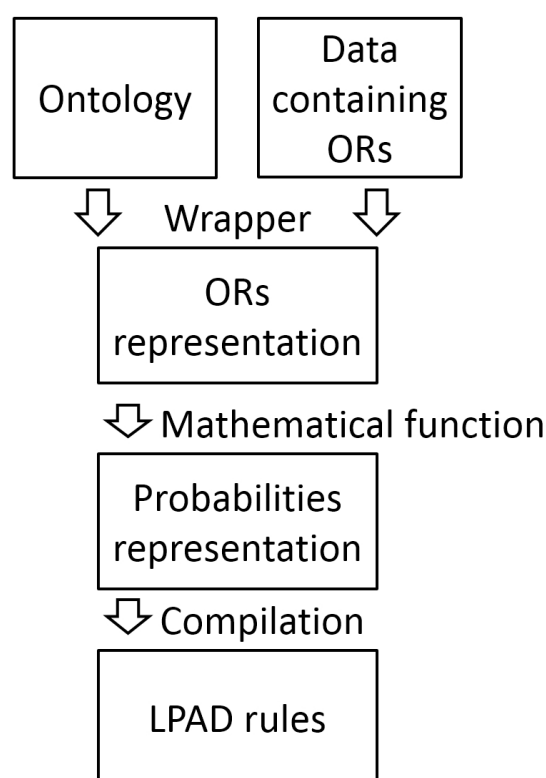 Ontology
Data
containing
ORs
Wrapper
ORs
representation
Mathematical function
Probabilities
representation
Compilation
LPAD rules